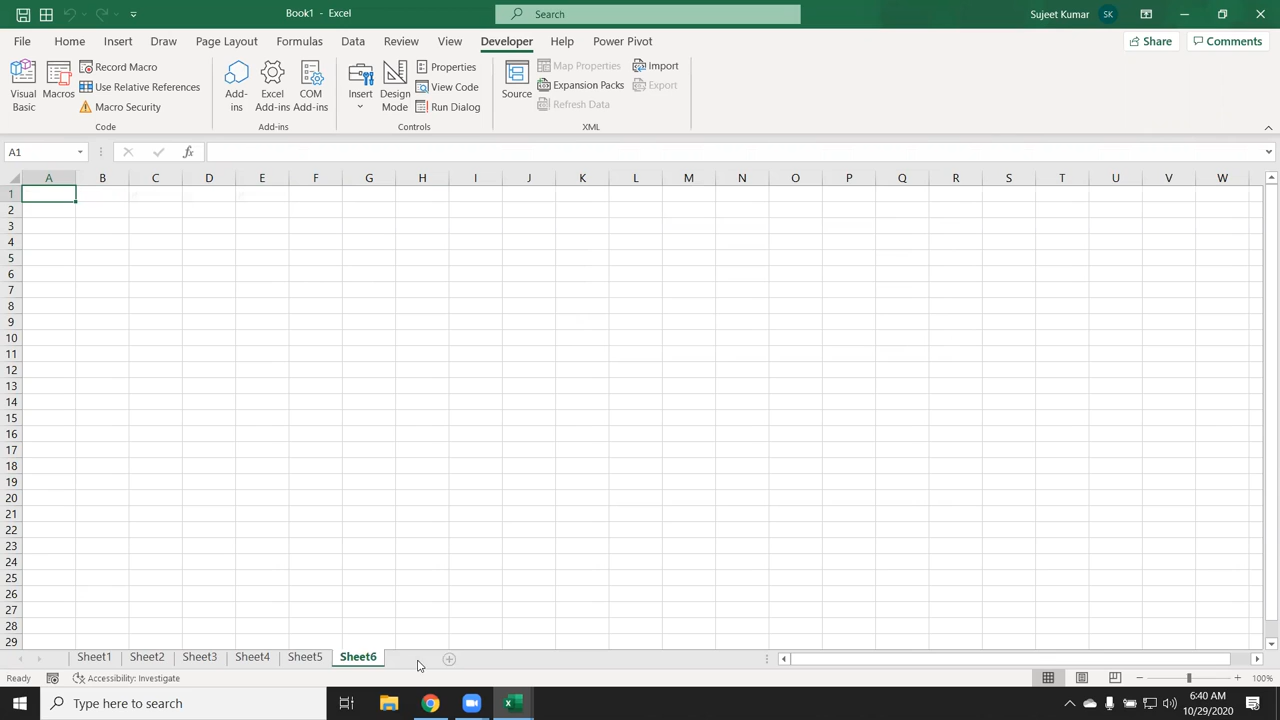 Book1 - Excel
Search
Sujeet Kumar
SK
File Home Insert Draw Page Layout Formulas Data Review View Developer Help Power Pivot
Share
Comments
Visual Basic
Macros
Record Macro
Use Relative References
Macro Security
Code
Add-ins
Excel Add-ins
COM Add-ins
Add-ins
Insert
Design Mode
Properties
View Code
Run Dialog
Controls
Source
Map Properties
Expansion Packs
Refresh Data
Import
Export
XML
A1
fx
A B C D E F G H I J K L M N O P Q R S T U V W
1
2
3
4
5
6
7
8
9
10
11
12
13
14
15
16
17
18
19
20
21
22
23
24
25
26
27
28
29
Sheet1 Sheet2 Sheet3 Sheet4 Sheet5 Sheet6
Ready
Accessibility: Investigate
100%
Type here to search
6:40 AM
10/29/2020